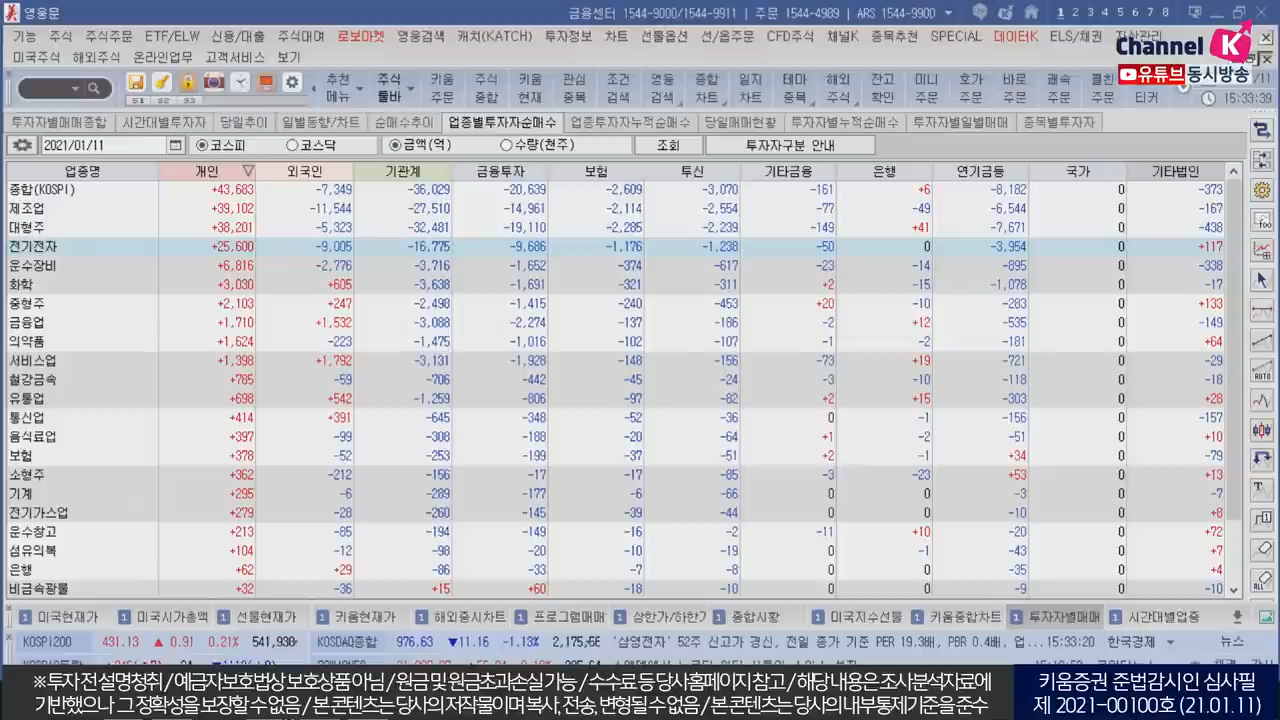 영웅문 금융센터 1544-9000/1544-9911 | 주문 1544-4989 | ARS 1544-9900 1 2 3 4 5 6 7 8
기능 주식 주식주문 ETF/ELW 신용/대출 주식매매 로보마켓 영웅검색 캐치(KATCH) 투자정보 차트 선물옵션 선/옵주문 CFD주식 채널K 종목추천 SPECIAL 데이터K ELS/채권 자산관리
Channel K
미국주식 해외주식 온라인업무 고객서비스 보기
유튜브 동시방송
추천 주식 키움 주식 키움 관심 조건 영웅 종합 일자 테마 해외 잔고 미니 호가 바로 쾌속
메뉴 툴바 주문 종합 현재 종목 검색 검색 차트 차트 종목 주식 확인 주문 주문 주문 주문 주문 티커
S1 S2 S3 15:33:39
투자자별매매종합 시간대별투자자 당일추이 일별동향/차트 순매수추이 업종별투자자순매수 업종투자자누적순매수 당일매매현황 투자자별누적순매수 투자자별일별매매 종목별투자자
2021/01/11 코스피 코스닥 금액(억) 수량(천주) 조회 투자자구분 안내
업종명 개인 ▽ 외국인 기관계 금융투자 보험 투신 기타금융 은행 연기금등 국가 기타법인
종합(KOSPI) +43,683 -7,349 -36,029 -20,639 -2,609 -3,070 -161 +6 -8,182 0 -373
제조업 +39,102 -11,544 -27,510 -14,961 -2,114 -2,554 -77 -49 -6,544 0 -167
대형주 +38,201 -5,323 -32,481 -19,110 -2,285 -2,239 -149 +41 -7,671 0 -438
전기전자 +25,600 -9,005 -16,775 -9,686 -1,176 -1,238 -50 0 -3,954 0 +117
운수장비 +6,816 -2,776 -3,716 -1,652 -374 -617 -23 -14 -895 0 -338
화학 +3,030 +605 -3,638 -1,691 -321 -311 +2 -15 -1,078 0 -17
중형주 +2,103 +247 -2,498 -1,415 -240 -453 +20 -10 -283 0 +133
금융업 +1,710 +1,532 -3,088 -2,274 -137 -186 -2 +12 -535 0 -149
의약품 +1,624 -223 -1,475 -1,016 -102 -107 -1 -2 -181 0 +64
서비스업 +1,398 +1,792 -3,131 -1,928 -148 -156 -73 +19 -721 0 -29
철강금속 +785 -59 -706 -442 -45 -24 -3 -10 -118 0 -18
유통업 +698 +542 -1,259 -806 -97 -82 +2 +15 -303 0 +28
통신업 +414 +391 -645 -348 -52 -36 0 -1 -156 0 -157
음식료업 +397 -99 -308 -188 -20 -64 +1 -2 -51 0 +10
보험 +378 -52 -253 -199 -37 -51 +2 -1 +34 0 -79
소형주 +362 -212 -156 -17 -17 -85 -3 -23 +53 0 +13
기계 +295 -6 -289 -177 -6 -66 0 0 -3 0 -7
전기가스업 +279 -28 -260 -145 -39 -44 0 0 -10 0 +8
운수창고 +213 -85 -194 -149 -16 -2 -11 +10 -20 0 +72
섬유의복 +104 -12 -98 -20 -10 -19 0 -1 -43 0 +7
은행 +62 +29 -86 -33 -7 -8 0 0 -35 0 +4
비금속광물 +32 -36 +15 +60 -18 -10 0 0 -9 0 -10
1 미국현재가 1 미국시가총액 1 선물현재가 1 키움현재가 1 해외증시차트 1 프로그램매매 1 상한가/하한가 1 종합시황 1 미국지수선물 1 키움종합차트 1 투자자별매매 1 시간대별업종
KOSPI200 431.13 ▲ 0.91 0.21% 541,930 KOSDAQ종합 976.63 ▼11.16 -1.13% 2,175,56 '삼영전자' 52주 신고가 경신, 전일 종가 기준 PER 19.3배, PBR 0.4배, 업... 15:33:20 한국경제 뉴스
※ 투자 전 설명청취 / 예금자보호법상 보호상품 아님 / 원금 및 원금초과손실 가능 / 수수료 등 당사홈페이지 참고 / 해당 내용은 조사분석자료에
기반했으나 그 정확성을 보장할 수 없음 / 본 콘텐츠는 당사의 저작물이며 복사, 전송, 변형될 수 없음 / 본 콘텐츠는 당사의 내부통제기준을 준수
키움증권 준법감시인 심사필
제 2021-00100호 (21.01.11)